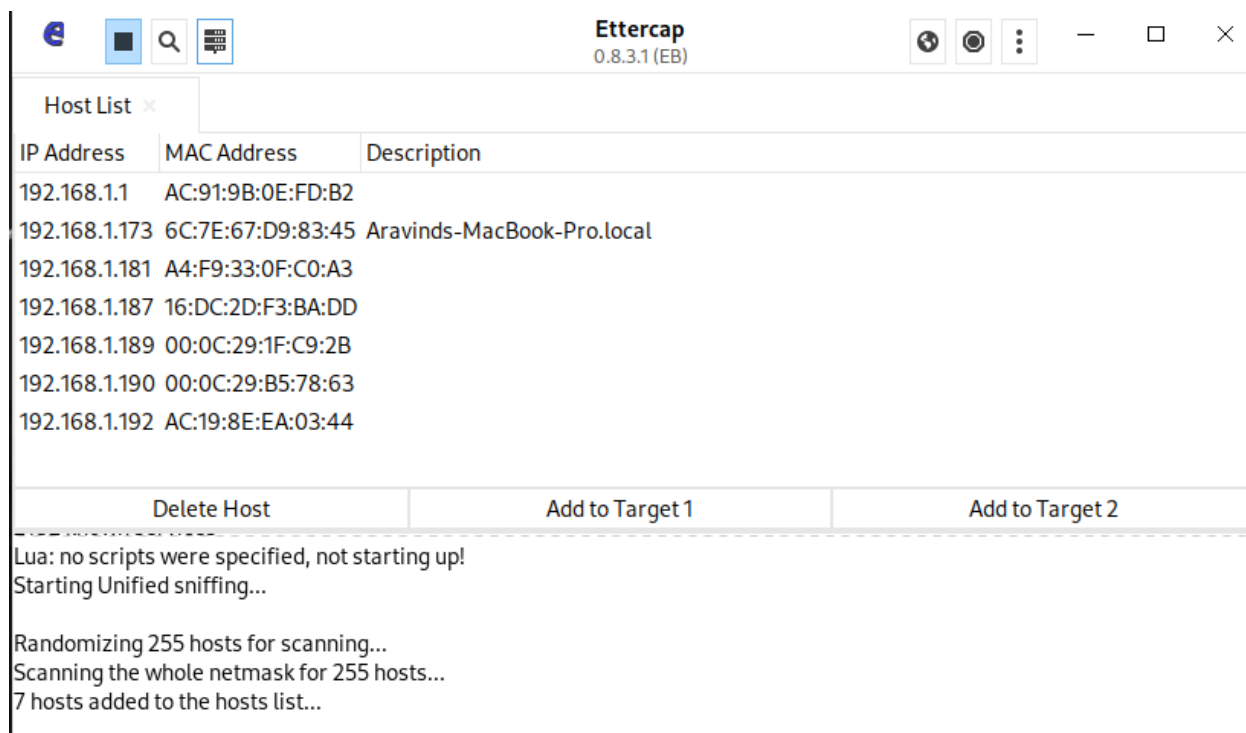 Ettercap
0.8.3.1 (EB)
Host List ×
IP Address MAC Address Description
192.168.1.1 AC:91:9B:0E:FD:B2
192.168.1.173 6C:7E:67:D9:83:45 Aravinds-MacBook-Pro.local
192.168.1.181 A4:F9:33:0F:C0:A3
192.168.1.187 16:DC:2D:F3:BA:DD
192.168.1.189 00:0C:29:1F:C9:2B
192.168.1.190 00:0C:29:B5:78:63
192.168.1.192 AC:19:8E:EA:03:44
Delete Host Add to Target 1 Add to Target 2
Lua: no scripts were specified, not starting up!
Starting Unified sniffing...
Randomizing 255 hosts for scanning...
Scanning the whole netmask for 255 hosts...
7 hosts added to the hosts list...